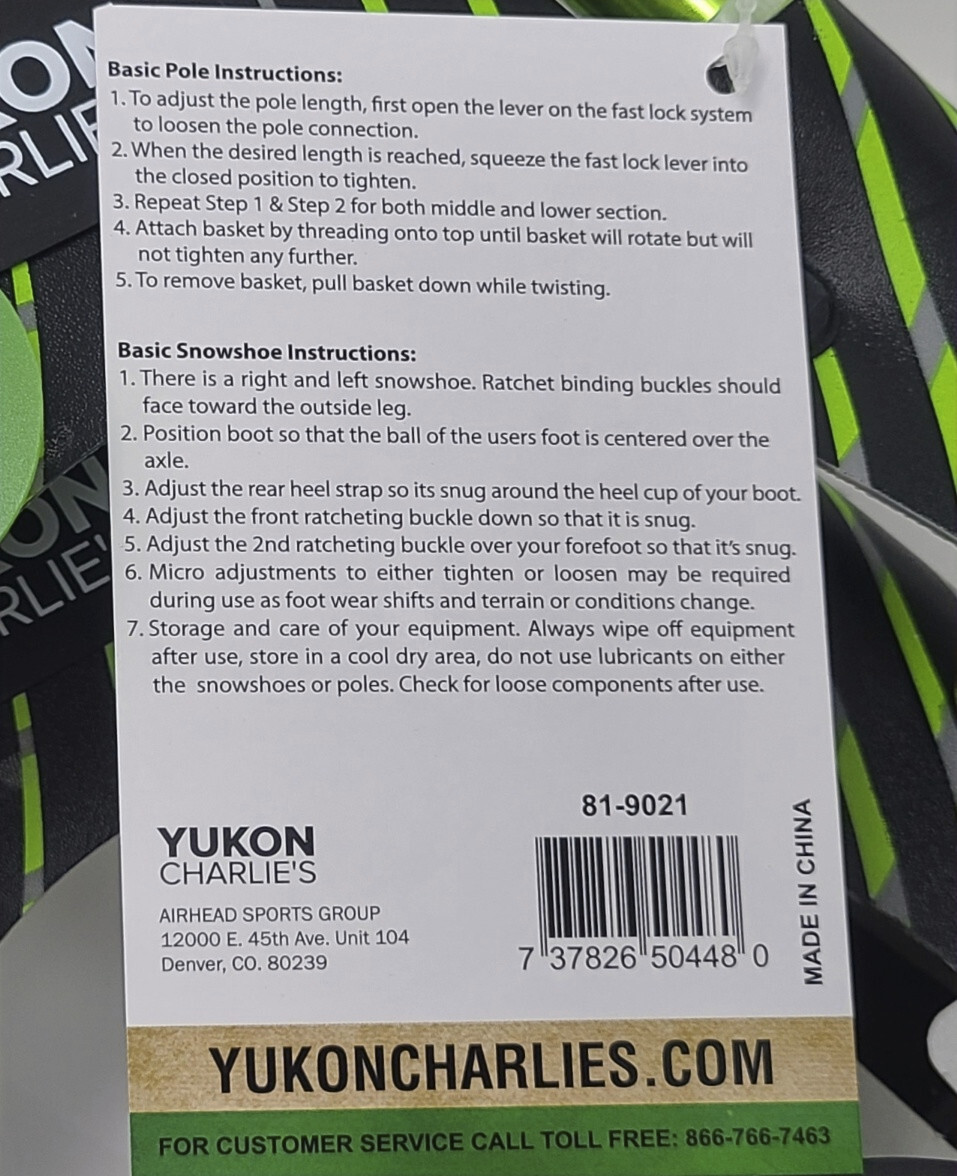 Basic Pole Instructions:
1. To adjust the pole length, first open the lever on the fast lock system
to loosen the pole connection.
2. When the desired length is reached, squeeze the fast lock lever into
the closed position to tighten.
3. Repeat Step 1 & Step 2 for both middle and lower section.
4. Attach basket by threading onto top until basket will rotate but will
not tighten any further.
5. To remove basket, pull basket down while twisting.
Basic Snowshoe Instructions:
1. There is a right and left snowshoe. Ratchet binding buckles should
face toward the outside leg.
2. Position boot so that the ball of the users foot is centered over the
axle.
3. Adjust the rear heel strap so its snug around the heel cup of your boot.
4. Adjust the front ratcheting buckle down so that it is snug.
5. Adjust the 2nd ratcheting buckle over your forefoot so that it's snug.
6. Micro adjustments to either tighten or loosen may be required
during use as foot wear shifts and terrain or conditions change.
7. Storage and care of your equipment. Always wipe off equipment
after use, store in a cool dry area, do not use lubricants on either
the snowshoes or poles. Check for loose components after use.
YUKON
CHARLIE'S
AIRHEAD SPORTS GROUP
12000 E. 45th Ave. Unit 104
Denver, CO. 80239
81-9021
7 37826 50448 0
MADE IN CHINA
YUKONCHARLIES.COM
FOR CUSTOMER SERVICE CALL TOLL FREE: 866-766-7463